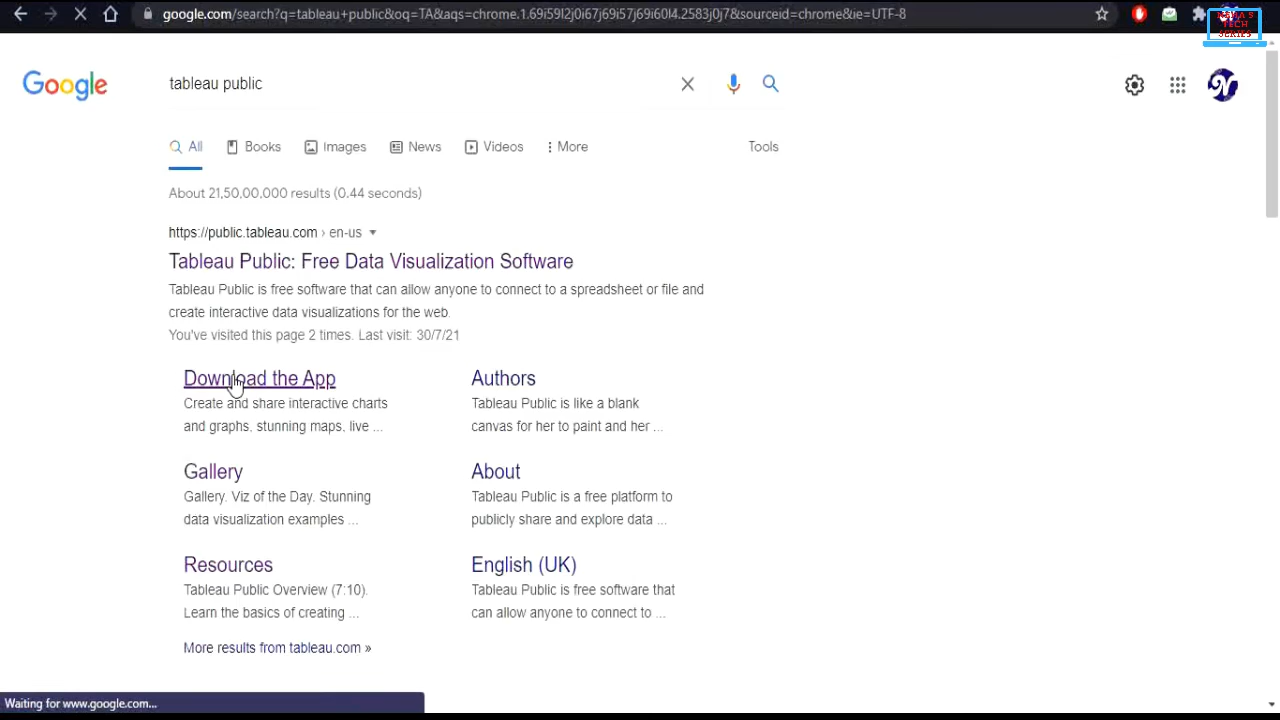 google.com/search?q=tableau+public&oq=TA&aqs=chrome.1.69i59l2j0i67j69i57j69i60l4.2583j0j7&sourceid=chrome&ie=UTF-8
TECH
SERIES
Google
tableau public
All Books Images News Videos More Tools
About 21,50,00,000 results (0.44 seconds)
https://public.tableau.com › en-us
Tableau Public: Free Data Visualization Software
Tableau Public is free software that can allow anyone to connect to a spreadsheet or file and
create interactive data visualizations for the web.
You've visited this page 2 times. Last visit: 30/7/21
Download the App
Create and share interactive charts
and graphs, stunning maps, live ...
Authors
Tableau Public is like a blank
canvas for her to paint and her ...
Gallery
Gallery. Viz of the Day. Stunning
data visualization examples ...
About
Tableau Public is a free platform to
publicly share and explore data ...
Resources
Tableau Public Overview (7:10).
Learn the basics of creating ...
English (UK)
Tableau Public is free software that
can allow anyone to connect to ...
More results from tableau.com »
Waiting for www.google.com...